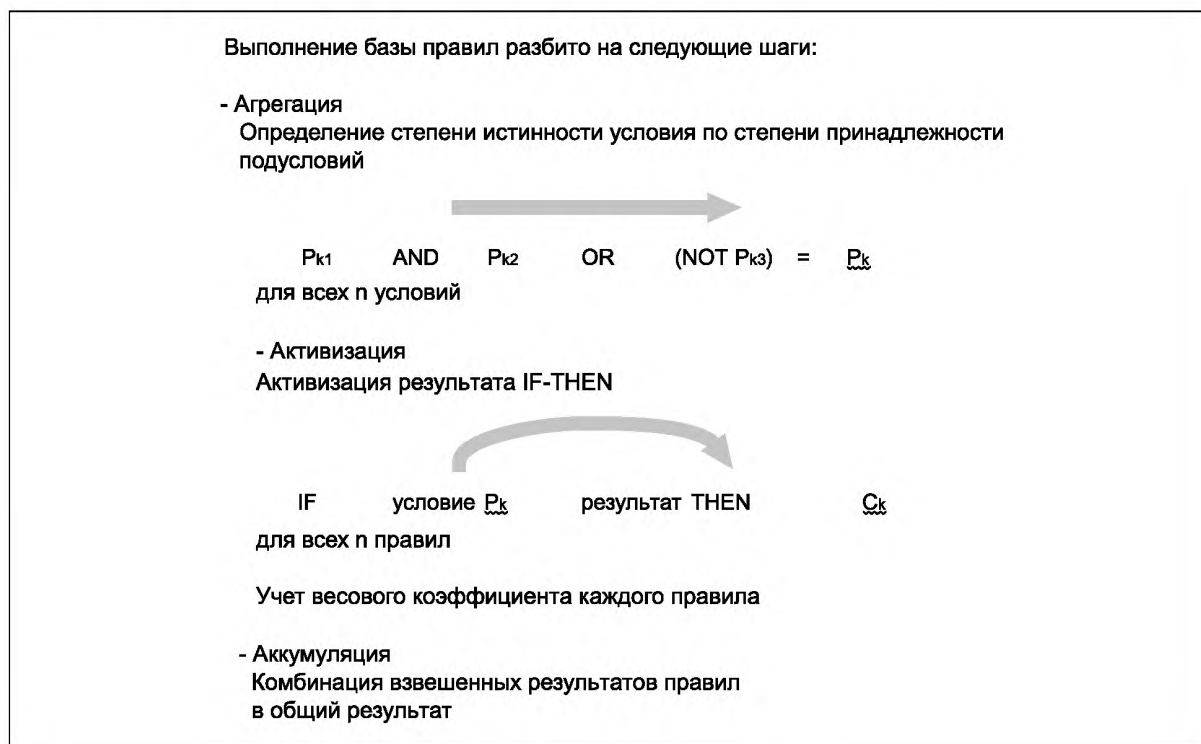 Выполнение базы правил разбито на следующие шаги:
- Агрегация
Определение степени истинности условия по степени принадлежности
подусловий
Pk1 AND Pk2 OR (NOT Pk3) = Pk
для всех n условий
- Активизация
Активизация результата IF-THEN
IF условие Pk результат THEN Ck
для всех n правил
Учет весового коэффициента каждого правила
- Аккумуляция
Комбинация взвешенных результатов правил
в общий результат